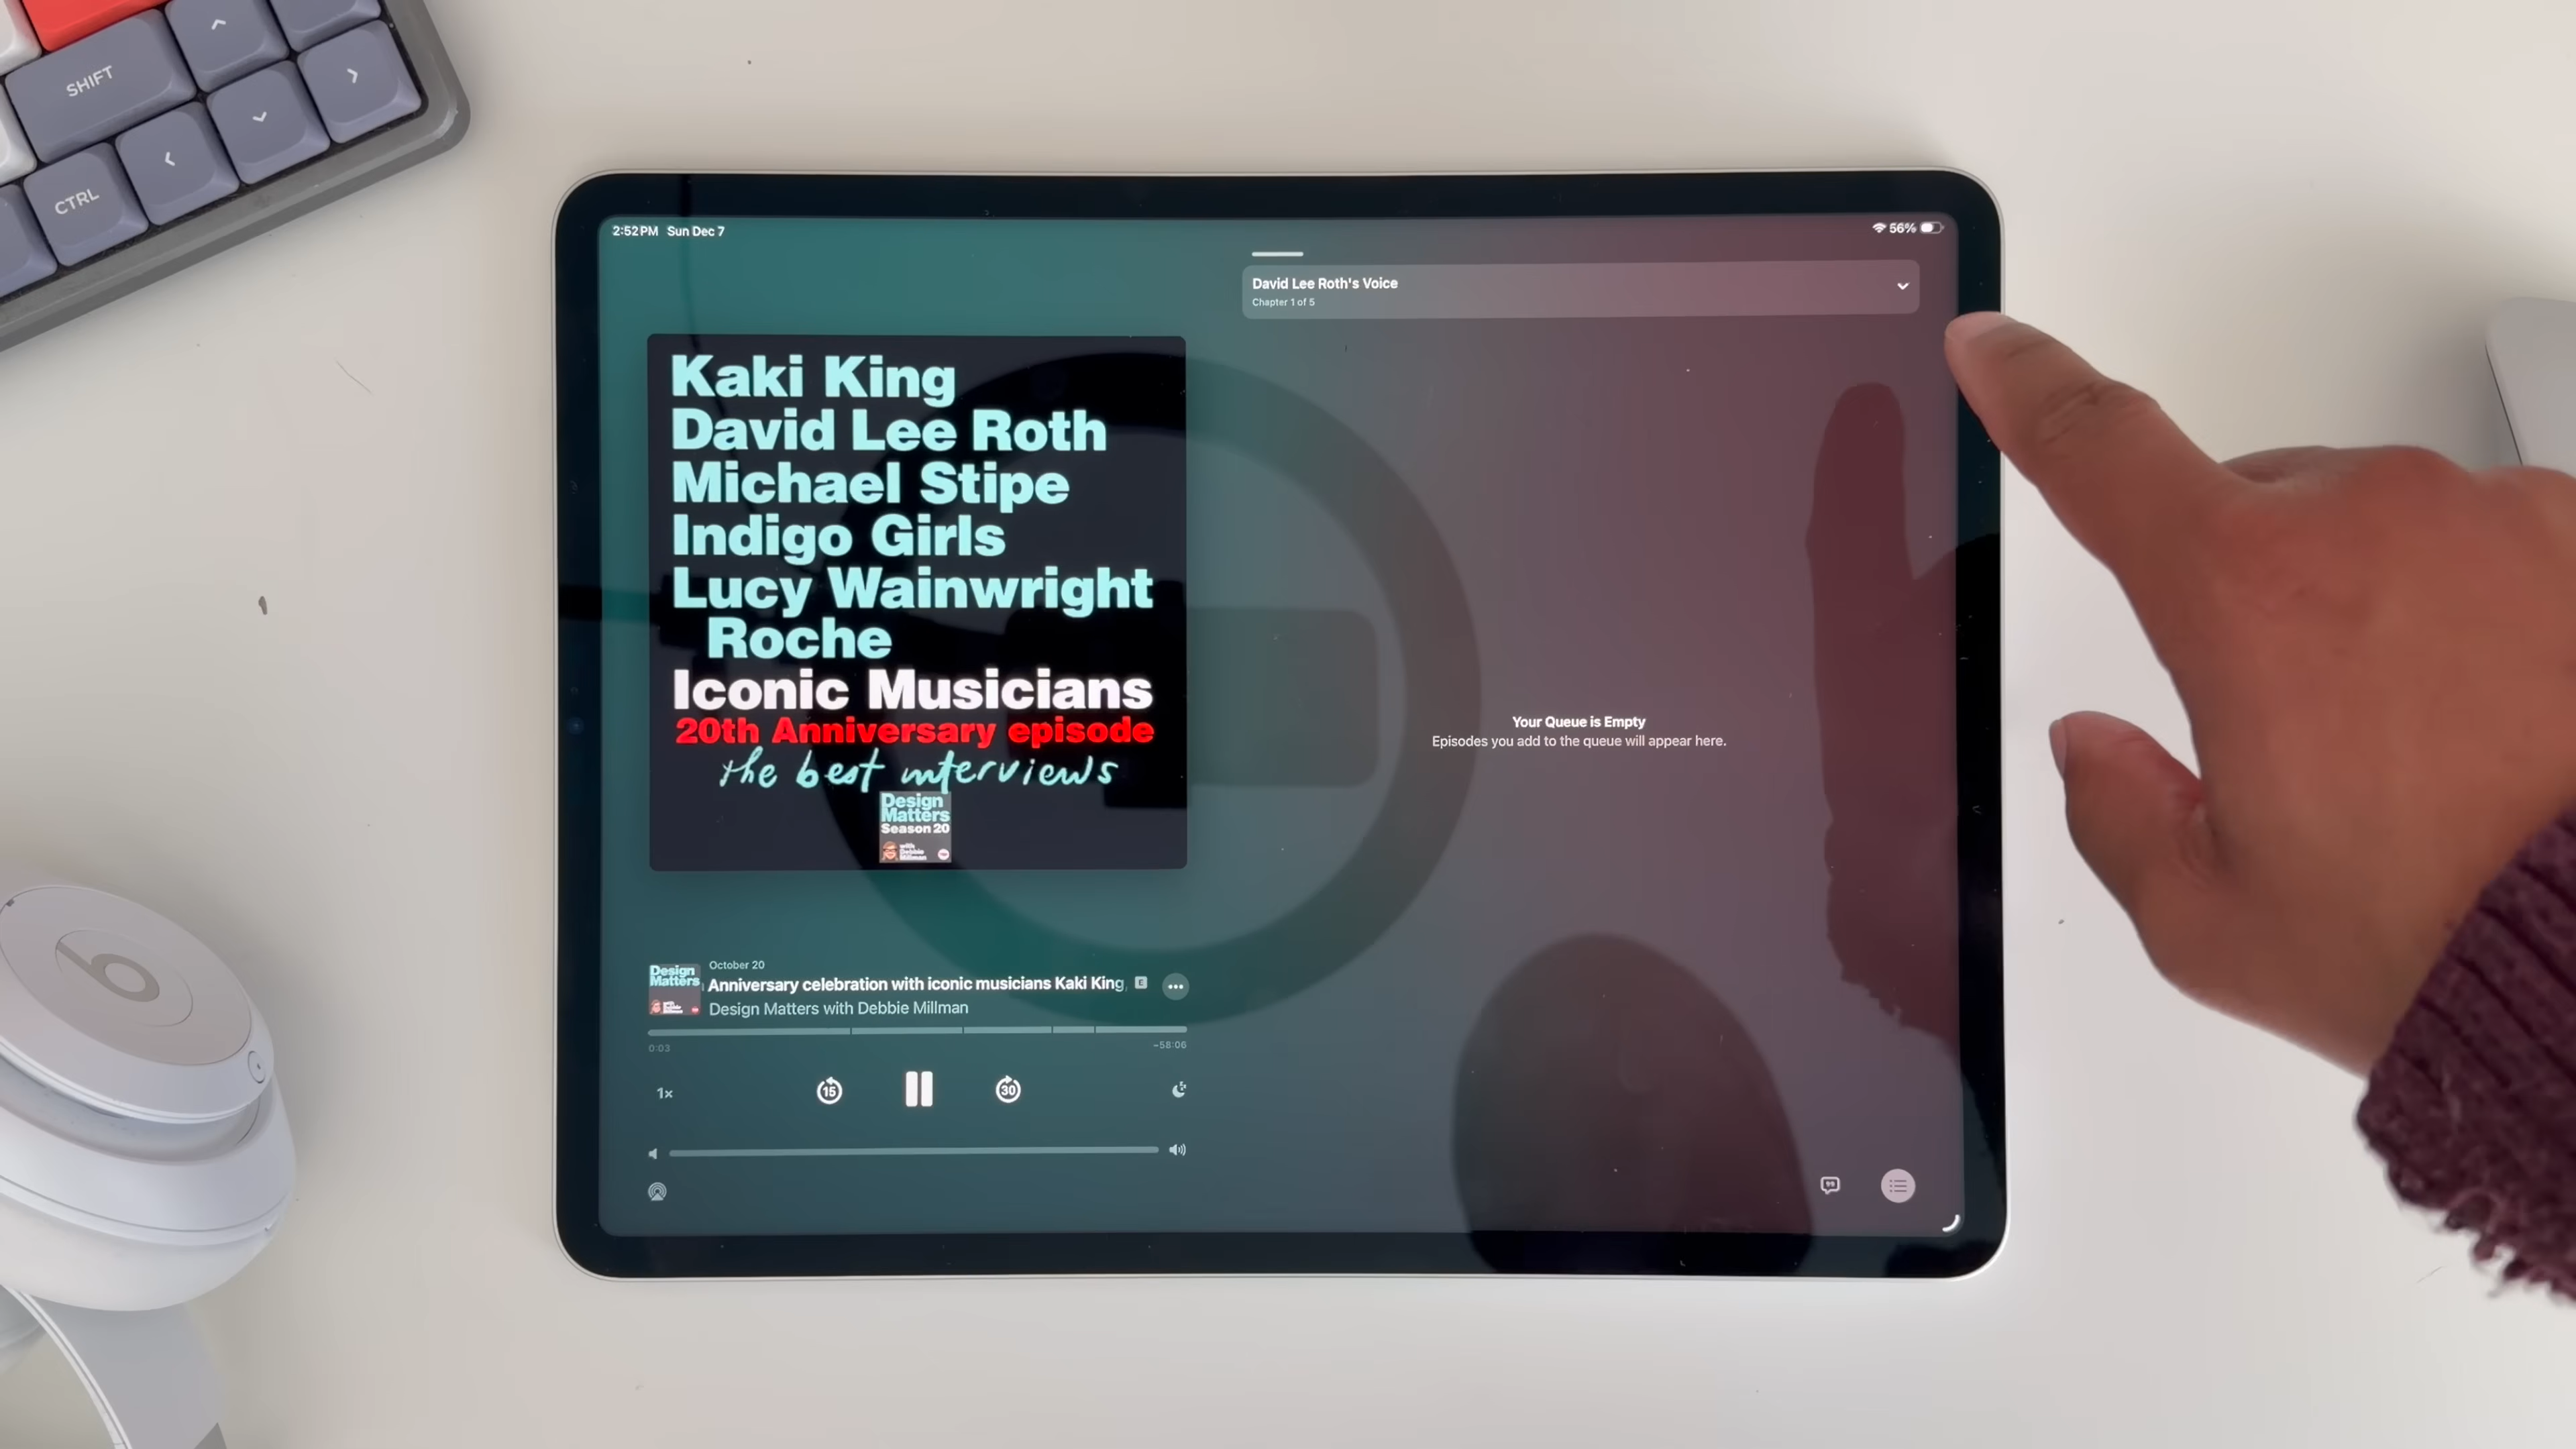 SHIFT
CTRL
2:52 PM Sun Dec 7
56%
David Lee Roth's Voice
Chapter 1 of 5
Kaki King
David Lee Roth
Michael Stipe
Indigo Girls
Lucy Wainwright
Roche
Iconic Musicians
20th Anniversary episode
the best interviews
Design
Matters
Season 20
with
Debbie
Millman
Your Queue is Empty
Episodes you add to the queue will appear here.
October 20
Design
Matters
Anniversary celebration with iconic musicians Kaki King, E
Design Matters with Debbie Millman
0:03
-58:06
1x
15
30
b